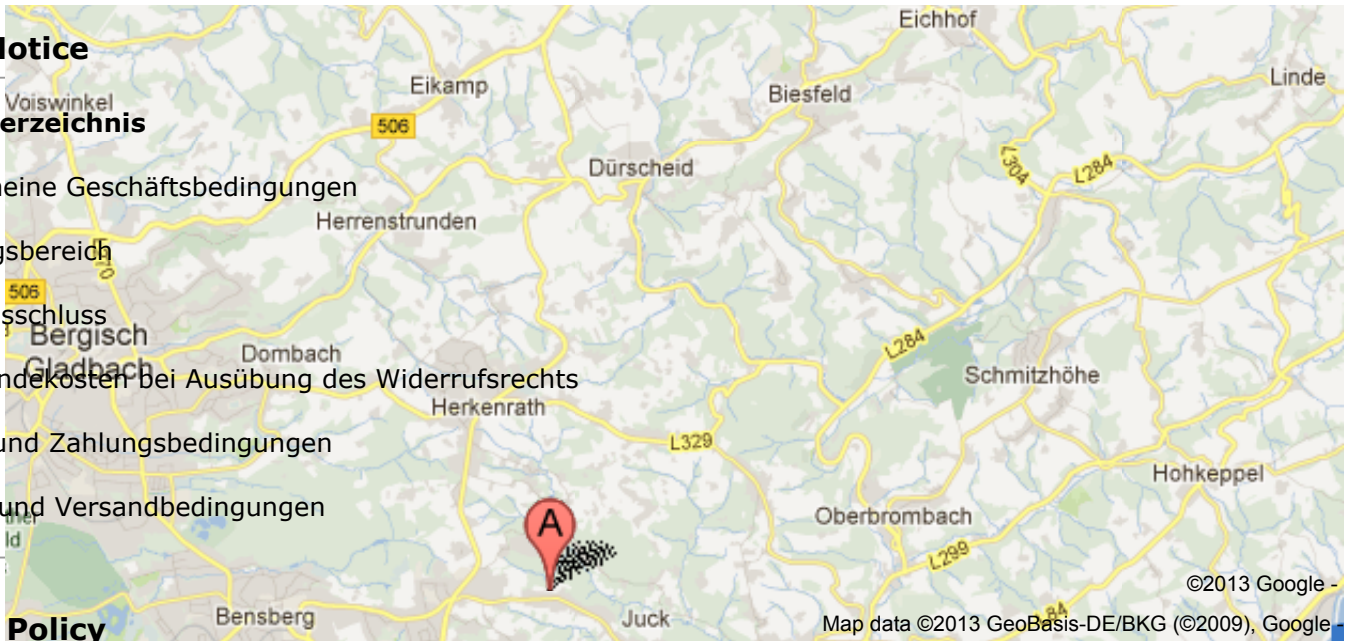 Eichhof
Notice
Linde
Eikamp
Biesfeld
Voiswinkel
erzeichnis
506
Dürscheid
L304
L284
eine Geschäftsbedingungen
Herrenstrunden
gsbereich
506
sschluss
Bergisch
Gladbach
Dombach
L284
ndekosten bei Ausübung des Widerrufsrechts
Schmitzhöhe
Herkenrath
und Zahlungsbedingungen
L329
Hohkeppel
und Versandbedingungen
Oberbrombach
A
L299
©2013 Google -
Bensberg
Juck
Policy
Map data ©2013 GeoBasis-DE/BKG (©2009), Google -